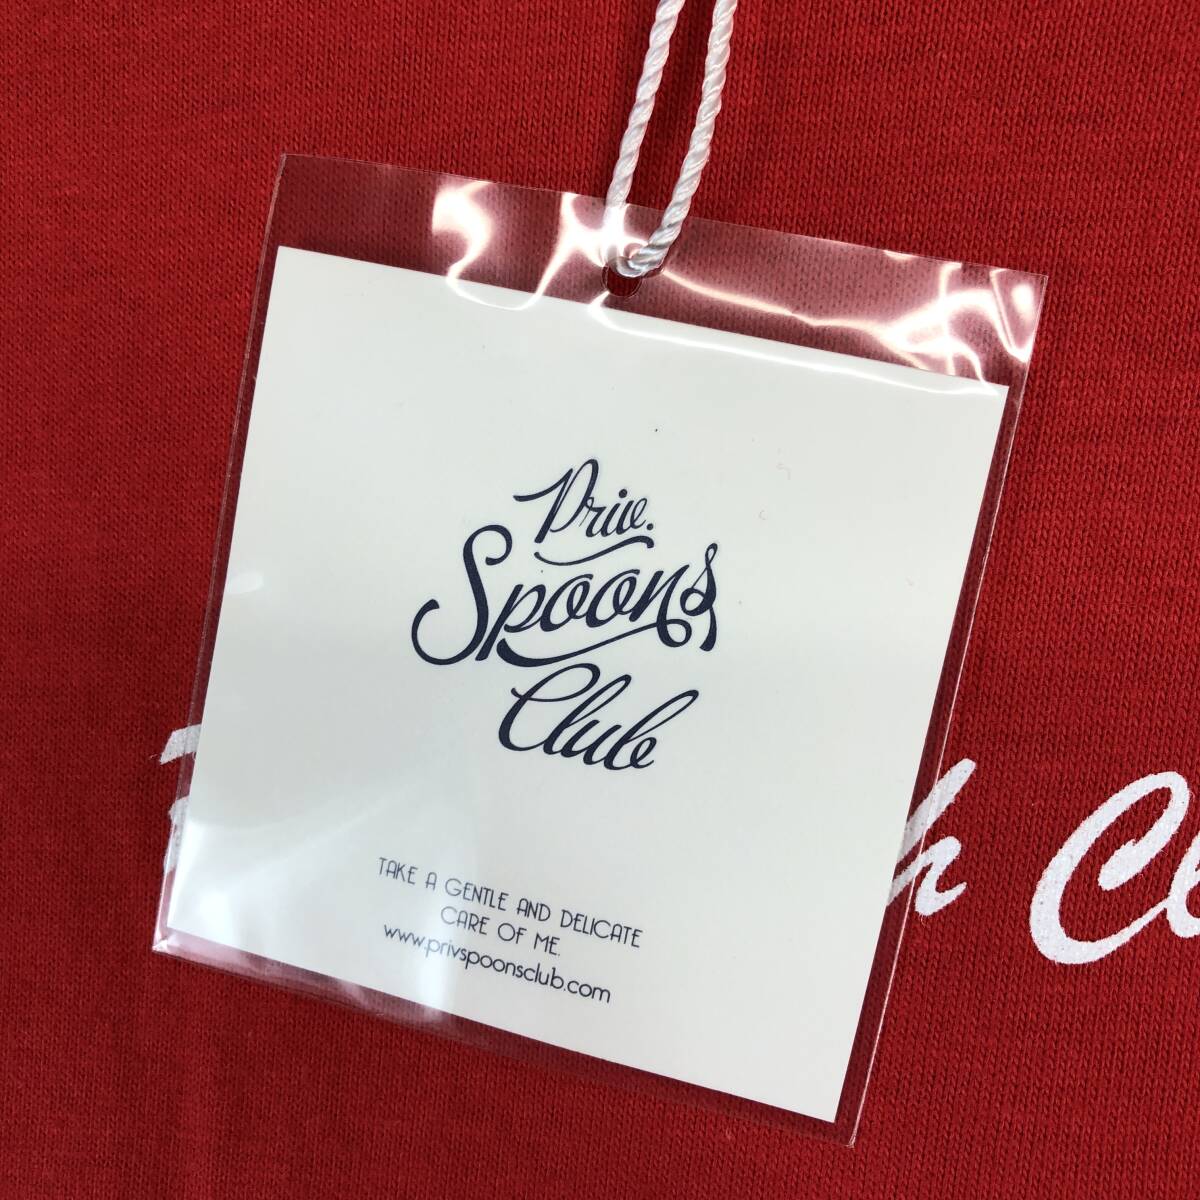 Priv.
Spoons
Club
TAKE A GENTLE AND DELICATE
CARE OF ME.
www.privspoonsclub.com